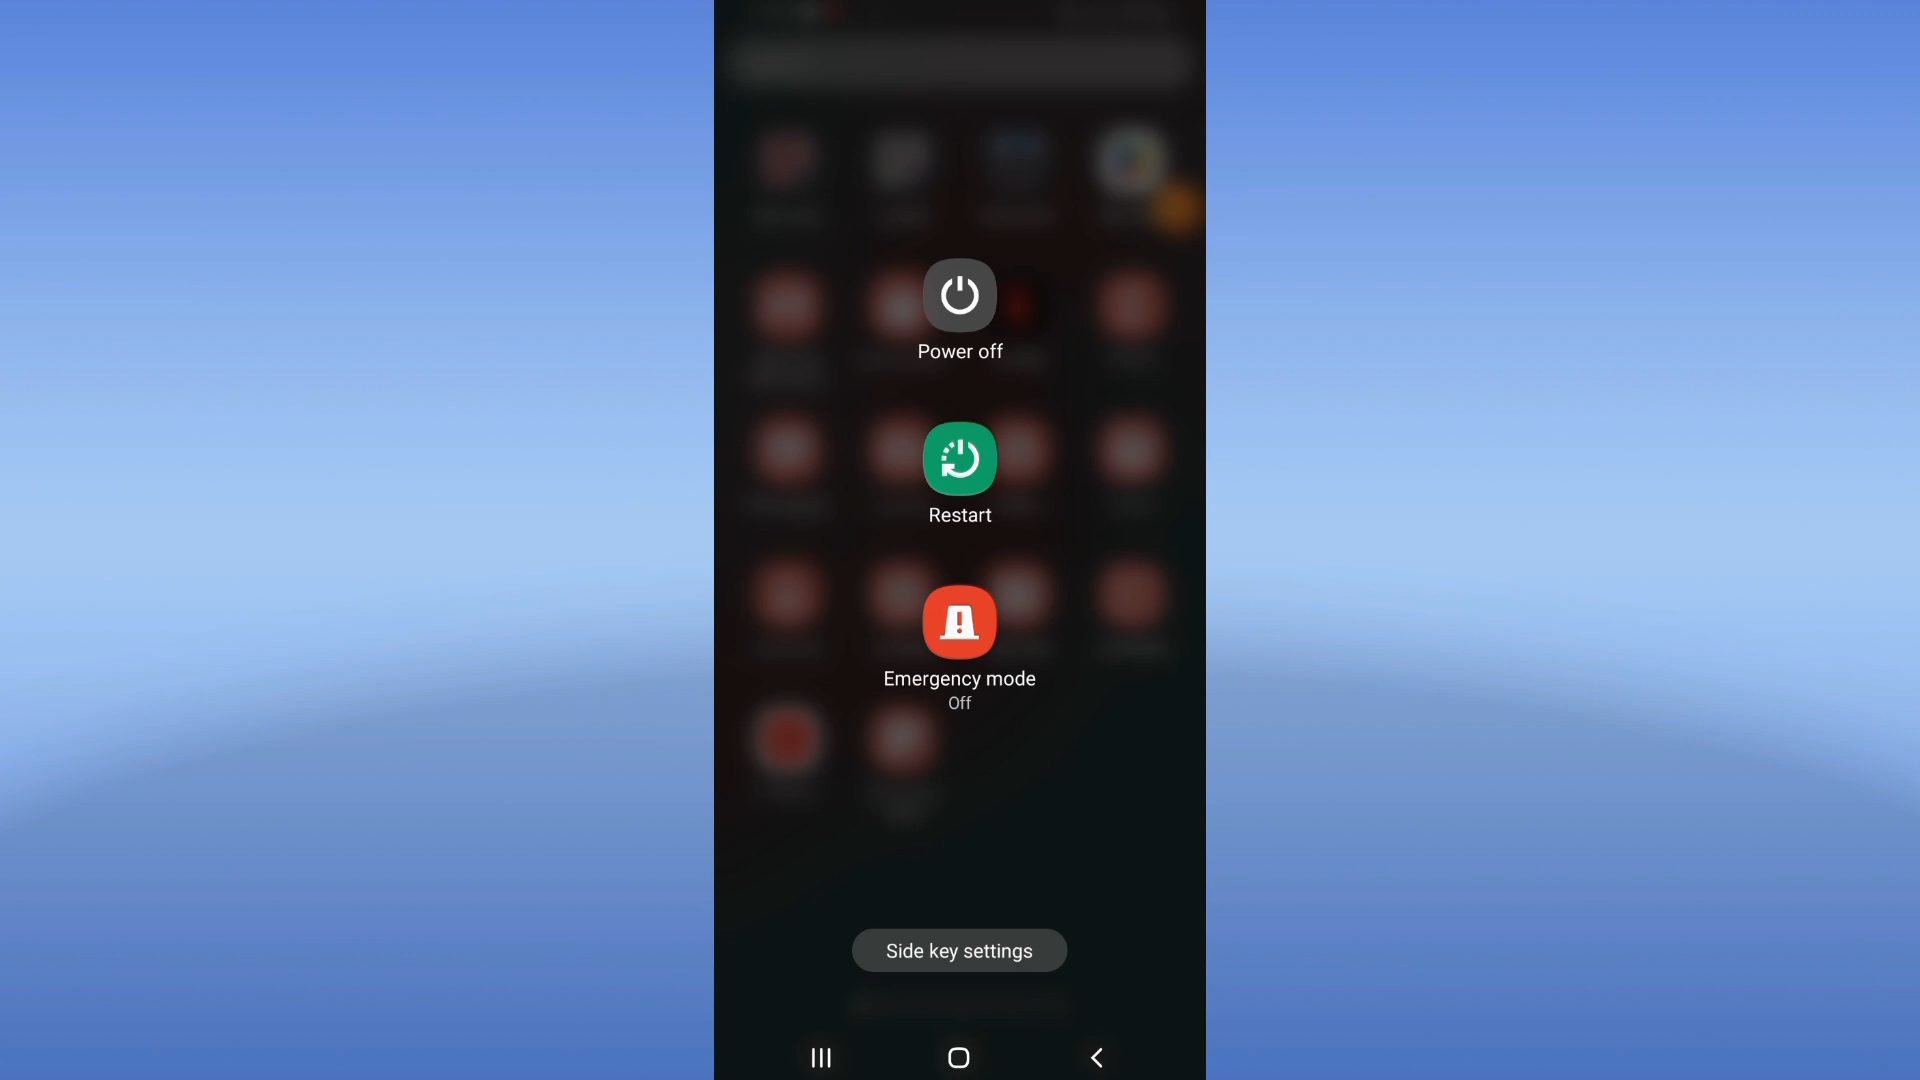 Power off
Restart
Emergency mode
Off
Side key settings